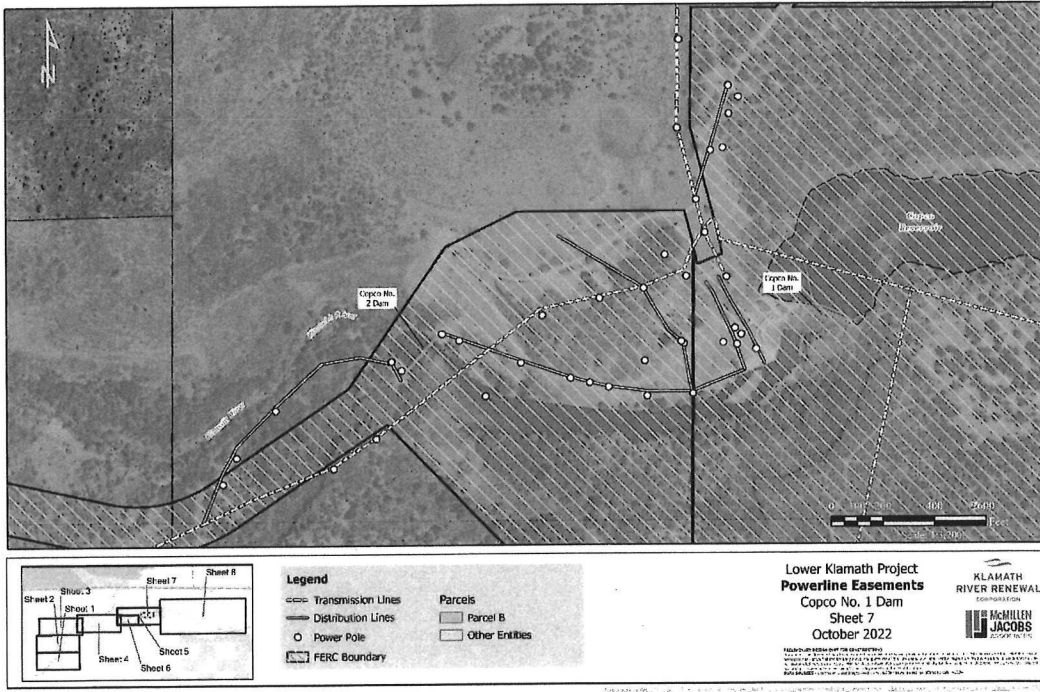 Copco
Reservoir
Copco No.
1 Dam
Copco No.
2 Dam
Klamath River
Klamath River
0
400
Feet
Sheet 8
Sheet 7
Sheet 3
Sheet 2
Sheet 1
Sheet 5
Sheet 4
Sheet 6
Legend
Transmission Lines
Distribution Lines
Power Pole
FERC Boundary
Parcels
Parcel B
Other Entities
Lower Klamath Project
Powerline Easements
Copco No. 1 Dam
Sheet 7
October 2022
KLAMATH
RIVER RENEWAL
CORPORATION
McMILLEN
JACOBS
ASSOCIATES